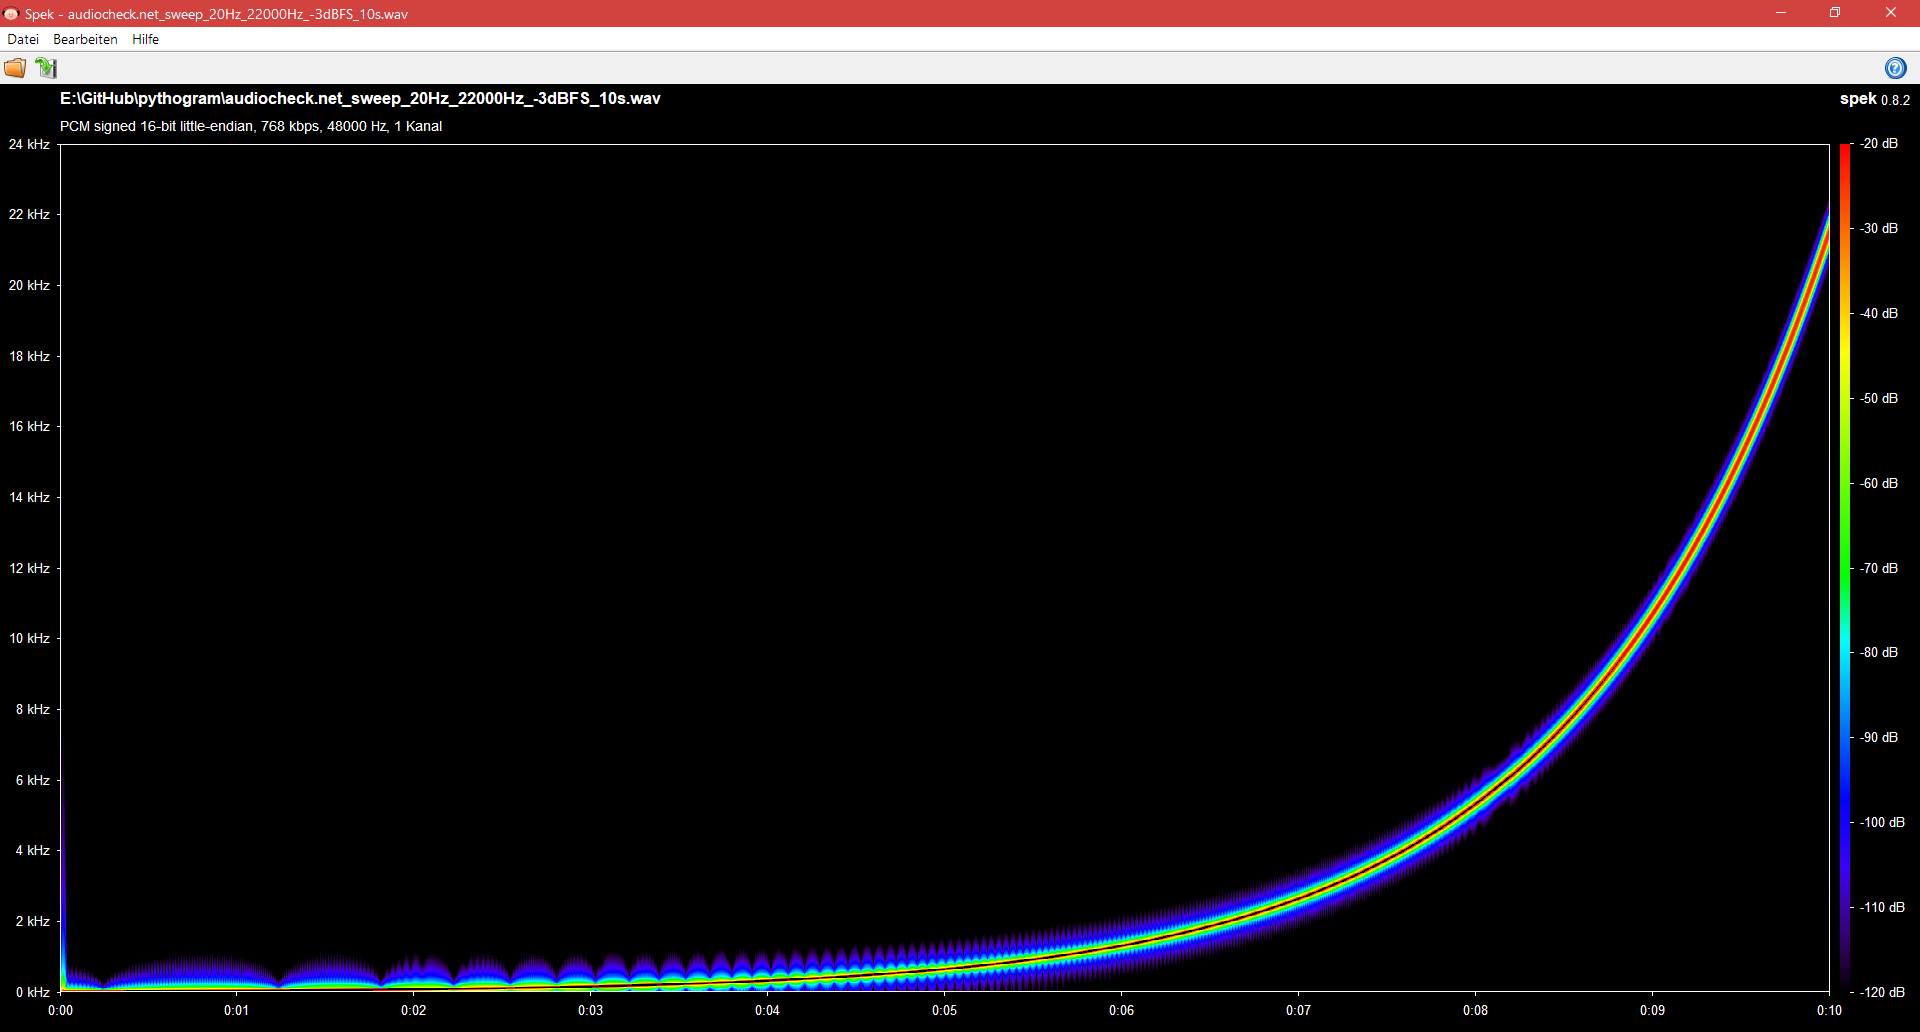 Spek - audiocheck.net_sweep_20Hz_22000Hz_-3dBFS_10s.wav
Datei Bearbeiten Hilfe
E:\GitHub\pythogram\audiocheck.net_sweep_20Hz_22000Hz_-3dBFS_10s.wav
spek 0.8.2
PCM signed 16-bit little-endian, 768 kbps, 48000 Hz, 1 Kanal
24 kHz
22 kHz
20 kHz
18 kHz
16 kHz
14 kHz
12 kHz
10 kHz
8 kHz
6 kHz
4 kHz
2 kHz
0 kHz
-20 dB
-30 dB
-40 dB
-50 dB
-60 dB
-70 dB
-80 dB
-90 dB
-100 dB
-110 dB
-120 dB
0:00 0:01 0:02 0:03 0:04 0:05 0:06 0:07 0:08 0:09 0:10